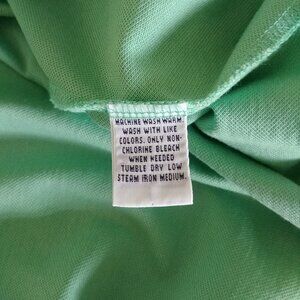 MACHINE WASH WARM.
WASH WITH LIKE
COLORS. ONLY NON-
CHLORINE BLEACH
WHEN NEEDED
TUMBLE DRY LOW
STEAM IRON MEDIUM.